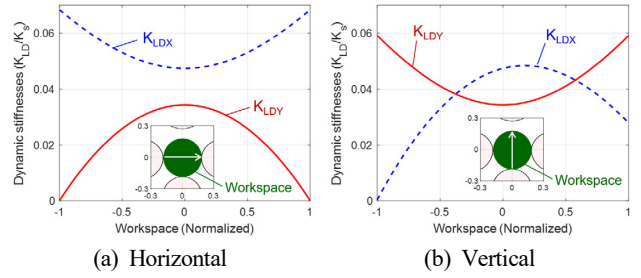 (a)
Dynamic stiffnesses (K_LD/K_s)
0.06
0.04
0.02
0
K_LDX
K_LDY
0.3
0
-0.3
-0.3 0 0.3
Workspace
-1 -0.5 0 0.5 1
Workspace (Normalized)
(a) Horizontal
(b)
Dynamic stiffnesses (K_LD/K_s)
0.06
0.04
0.02
0
K_LDY
K_LDX
0.3
0
-0.3
-0.3 0 0.3
Workspace
-1 -0.5 0 0.5 1
Workspace (Normalized)
(b) Vertical